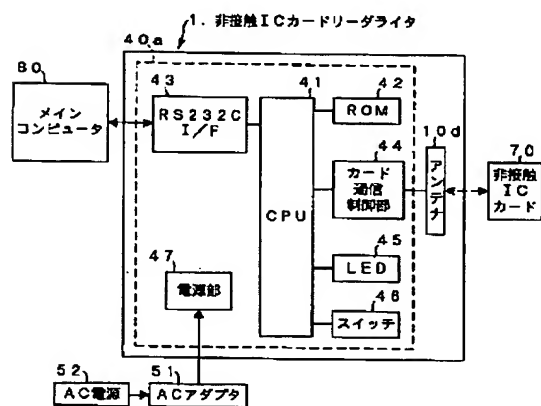 1. 非接触ICカードリーダライタ
40a
80
メイン
コンピュータ
43
RS232C
I/F
41
CPU
42
ROM
44
カード
通信
制御部
10d
アンテナ
70
非接触
IC
カード
45
LED
46
スイッチ
47
電源部
52
AC電源
51
ACアダプタ